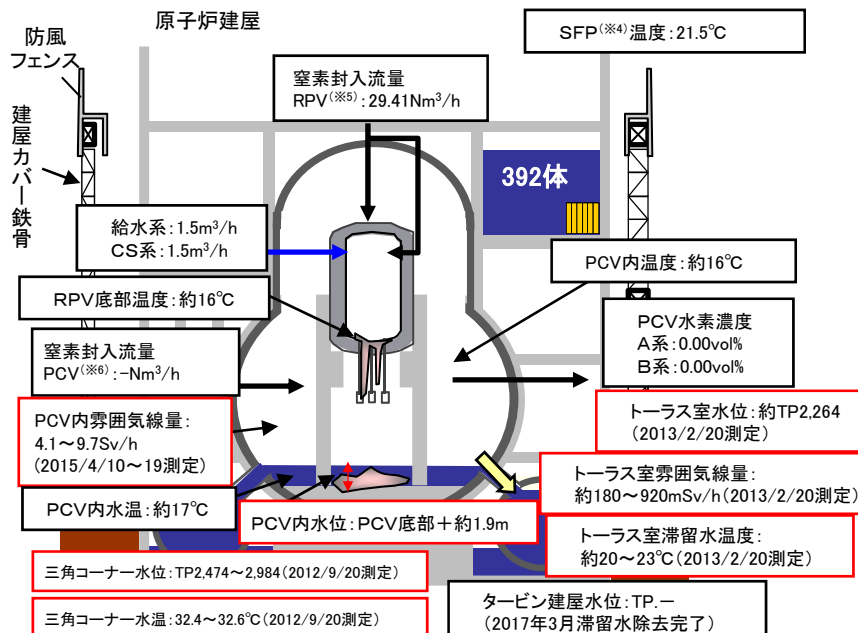 原子炉建屋
SFP(※4)温度:21.5℃
防風
フェンス
窒素封入流量
RPV(※5):29.41Nm³/h
建屋カバー鉄骨
392体
給水系:1.5m³/h
CS系:1.5m³/h
PCV内温度:約16℃
RPV底部温度:約16℃
PCV水素濃度
A系:0.00vol%
B系:0.00vol%
窒素封入流量
PCV(※6):-Nm³/h
トーラス室水位:約TP2,264
(2013/2/20測定)
PCV内雰囲気線量:
4.1~9.7Sv/h
(2015/4/10~19測定)
トーラス室雰囲気線量:
約180~920mSv/h(2013/2/20測定)
PCV内水温:約17℃
PCV内水位:PCV底部+約1.9m
トーラス室滞留水温度:
約20~23℃(2013/2/20測定)
三角コーナー水位:TP2,474~2,984(2012/9/20測定)
三角コーナー水温:32.4~32.6℃(2012/9/20測定)
タービン建屋水位:TP.ー
(2017年3月滞留水除去完了)